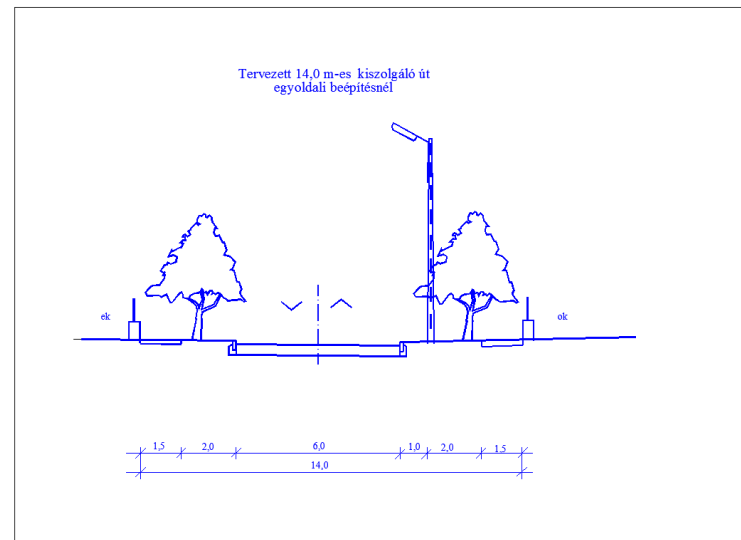 Tervezett 14,0 m-es kiszolgáló út
egyoldali beépítésnél
ek
ok
1,5 2,0 6,0 1,0 2,0 1,5
14,0